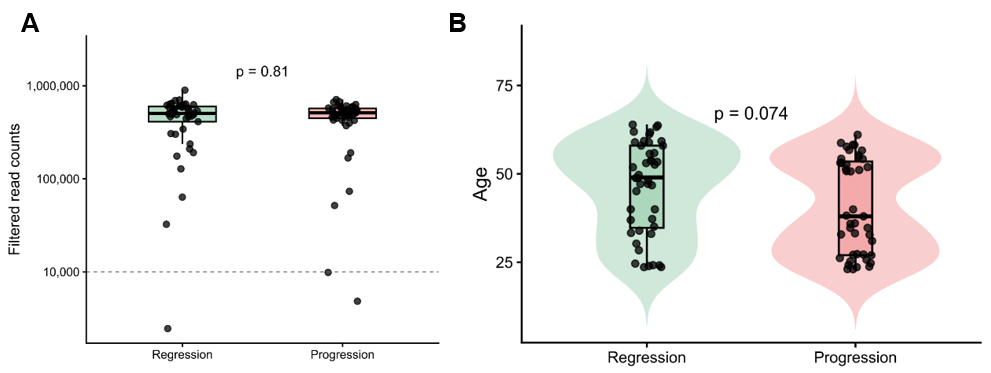 A
Filtered read counts
1,000,000
100,000
10,000
p = 0.81
Regression
Progression
B
Age
75
50
25
p = 0.074
Regression
Progression